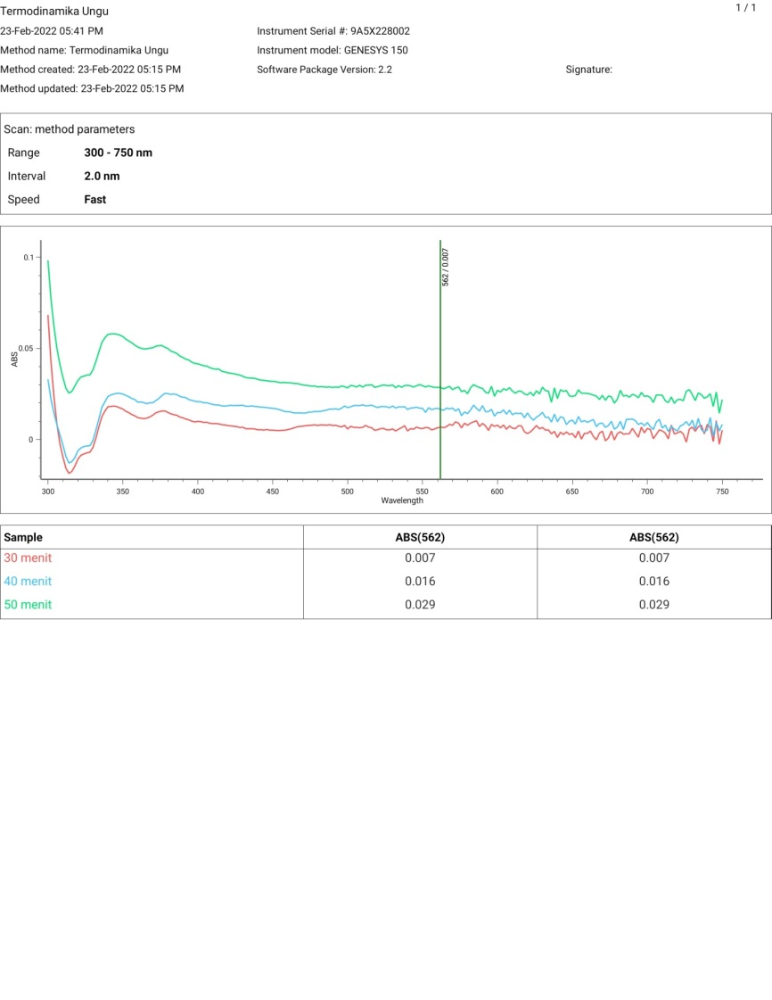 Termodinamika Ungu
1 / 1
23-Feb-2022 05:41 PM
Instrument Serial #: 9A5X228002
Method name: Termodinamika Ungu
Instrument model: GENESYS 150
Method created: 23-Feb-2022 05:15 PM
Software Package Version: 2.2
Signature:
Method updated: 23-Feb-2022 05:15 PM
Scan: method parameters
Range 300 - 750 nm
Interval 2.0 nm
Speed Fast
0.1
0.05
0
ABS
562 / 0.007
300 350 400 450 500 550 600 650 700 750
Wavelength
Sample ABS(562) ABS(562)
30 menit 0.007 0.007
40 menit 0.016 0.016
50 menit 0.029 0.029